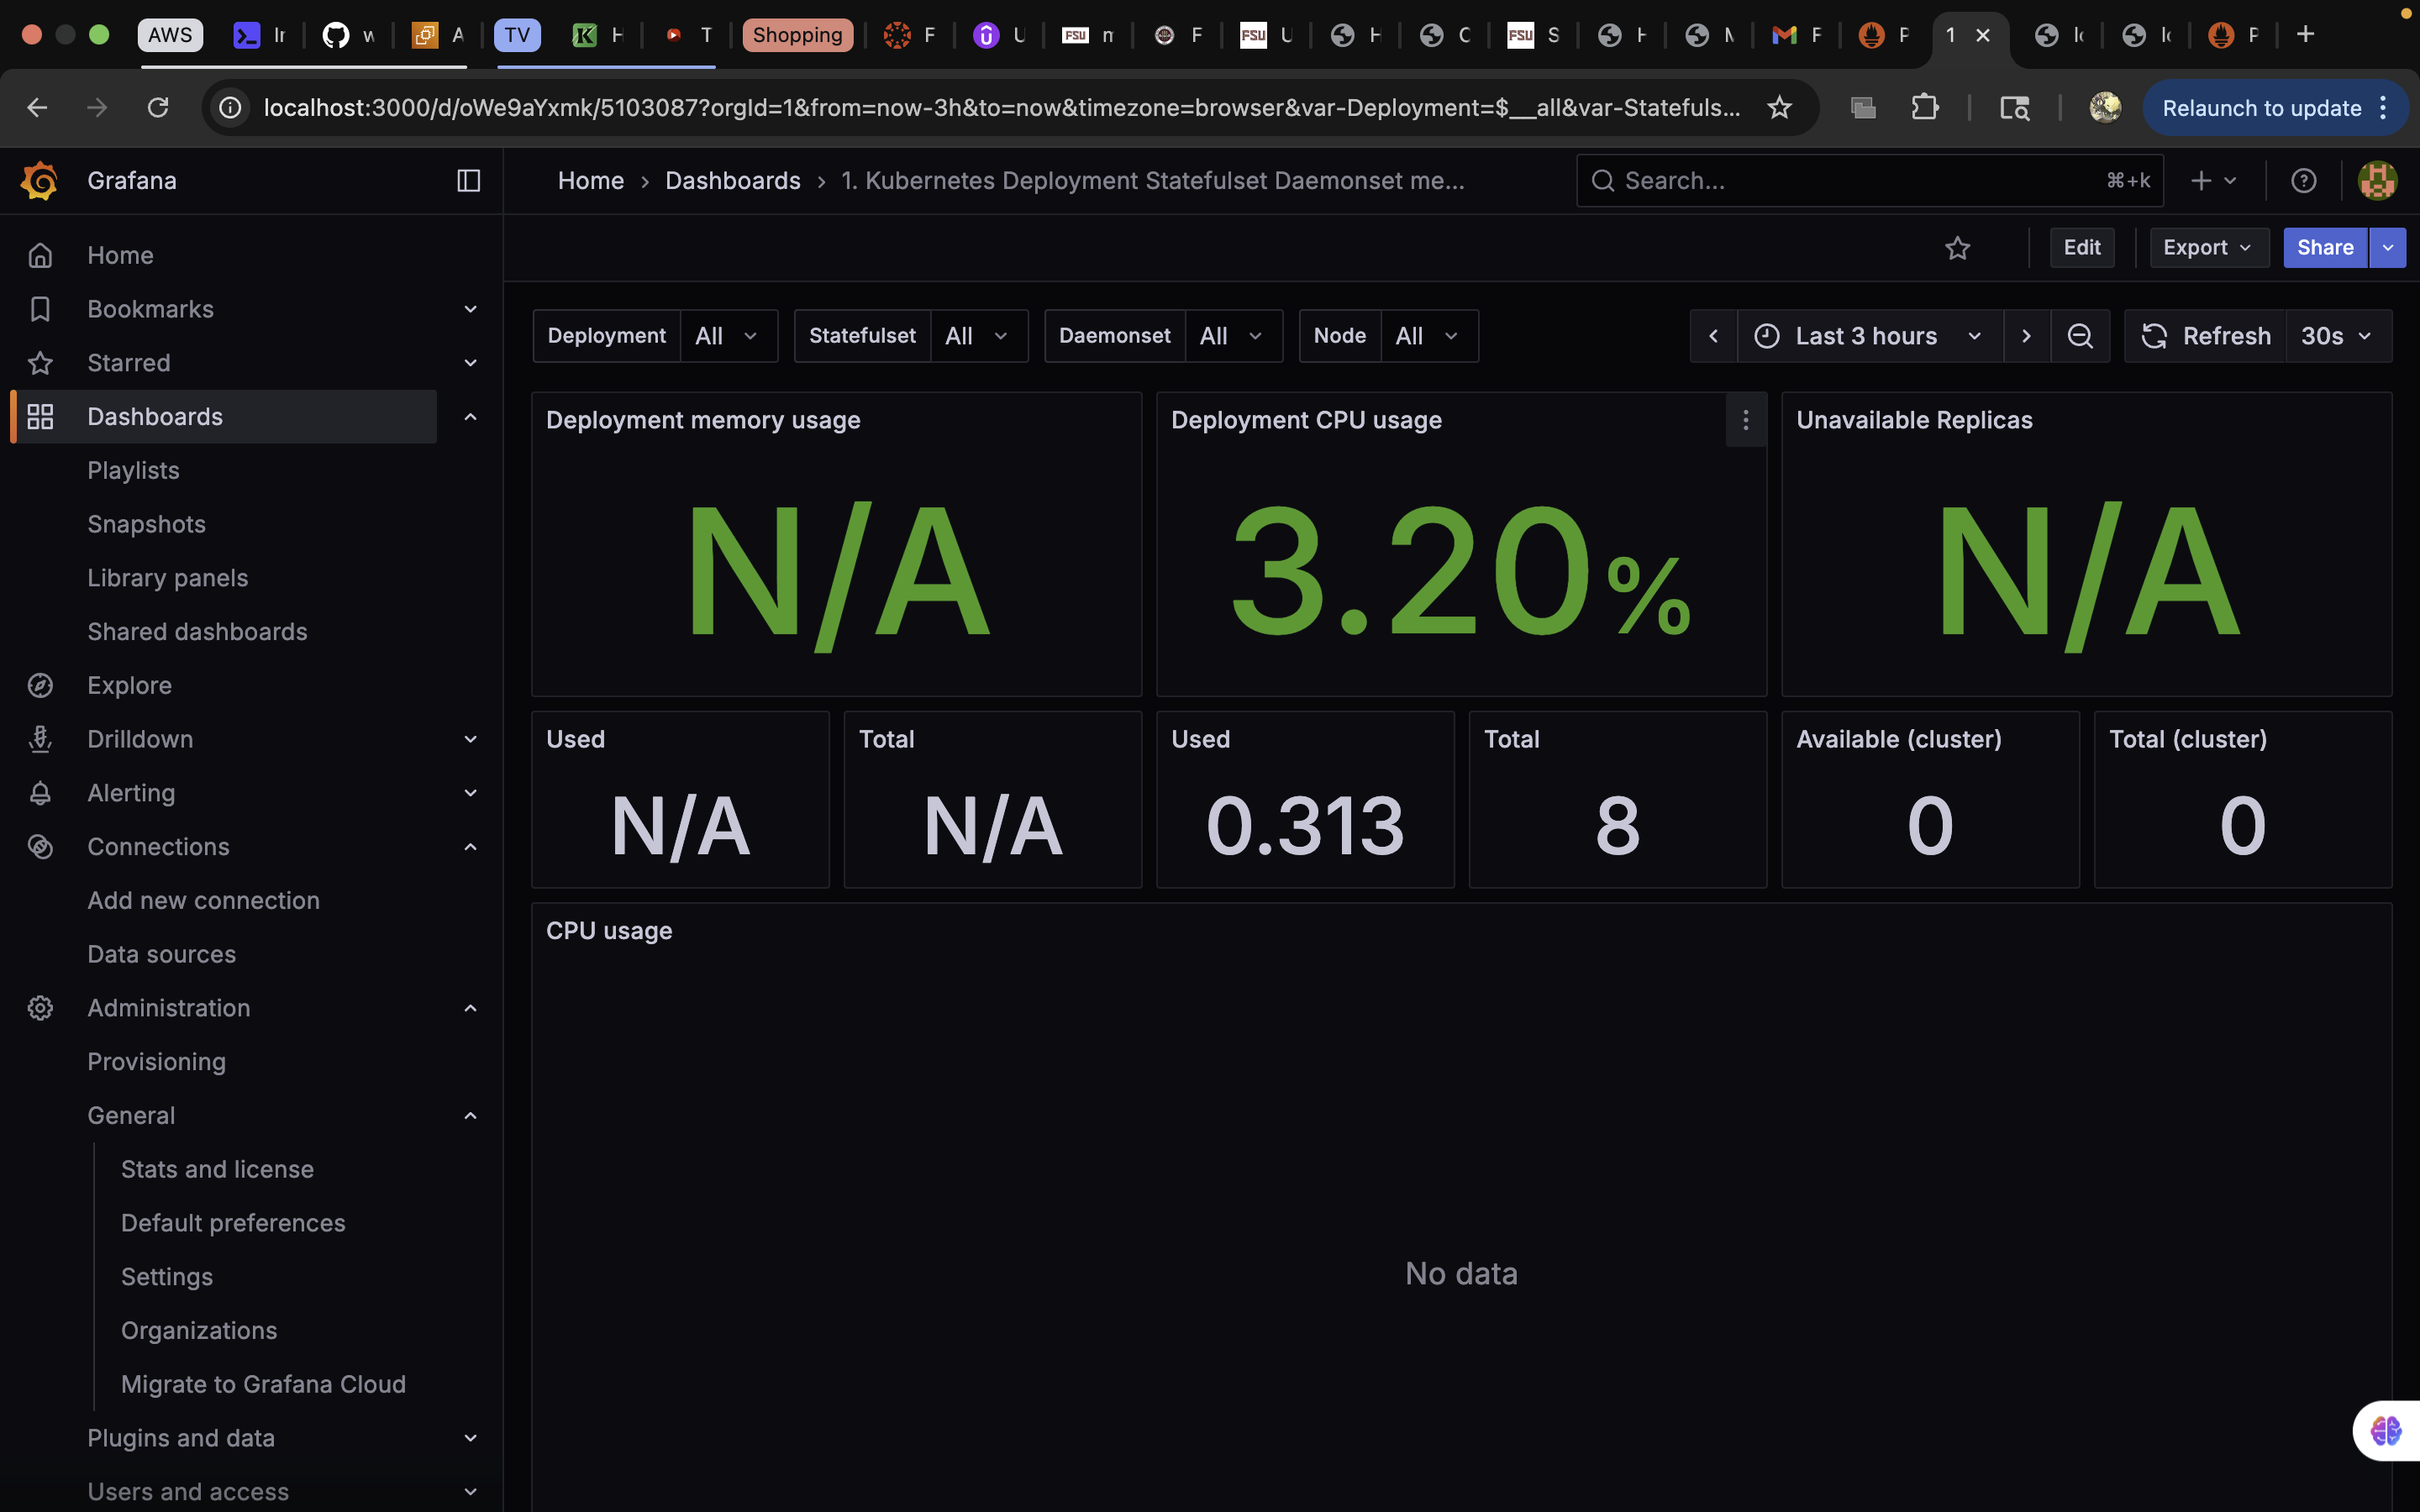 AWS Ir w A TV H T Shopping F U FSU m F FSU U H C FSU S H M F P 1 Ic Ic P
localhost:3000/d/oWe9aYxmk/5103087?orgId=1&from=now-3h&to=now&timezone=browser&var-Deployment=$__all&var-Statefuls... Relaunch to update
Grafana
Home › Dashboards › 1. Kubernetes Deployment Statefulset Daemonset me...
Search... ⌘+k
Edit Export Share
Home
Bookmarks
Starred
Dashboards
Playlists
Snapshots
Library panels
Shared dashboards
Explore
Drilldown
Alerting
Connections
Add new connection
Data sources
Administration
Provisioning
General
Stats and license
Default preferences
Settings
Organizations
Migrate to Grafana Cloud
Plugins and data
Users and access
Deployment All Statefulset All Daemonset All Node All
Last 3 hours Refresh 30s
Deployment memory usage
N/A
Deployment CPU usage
3.20%
Unavailable Replicas
N/A
Used
N/A
Total
N/A
Used
0.313
Total
8
Available (cluster)
0
Total (cluster)
0
CPU usage
No data